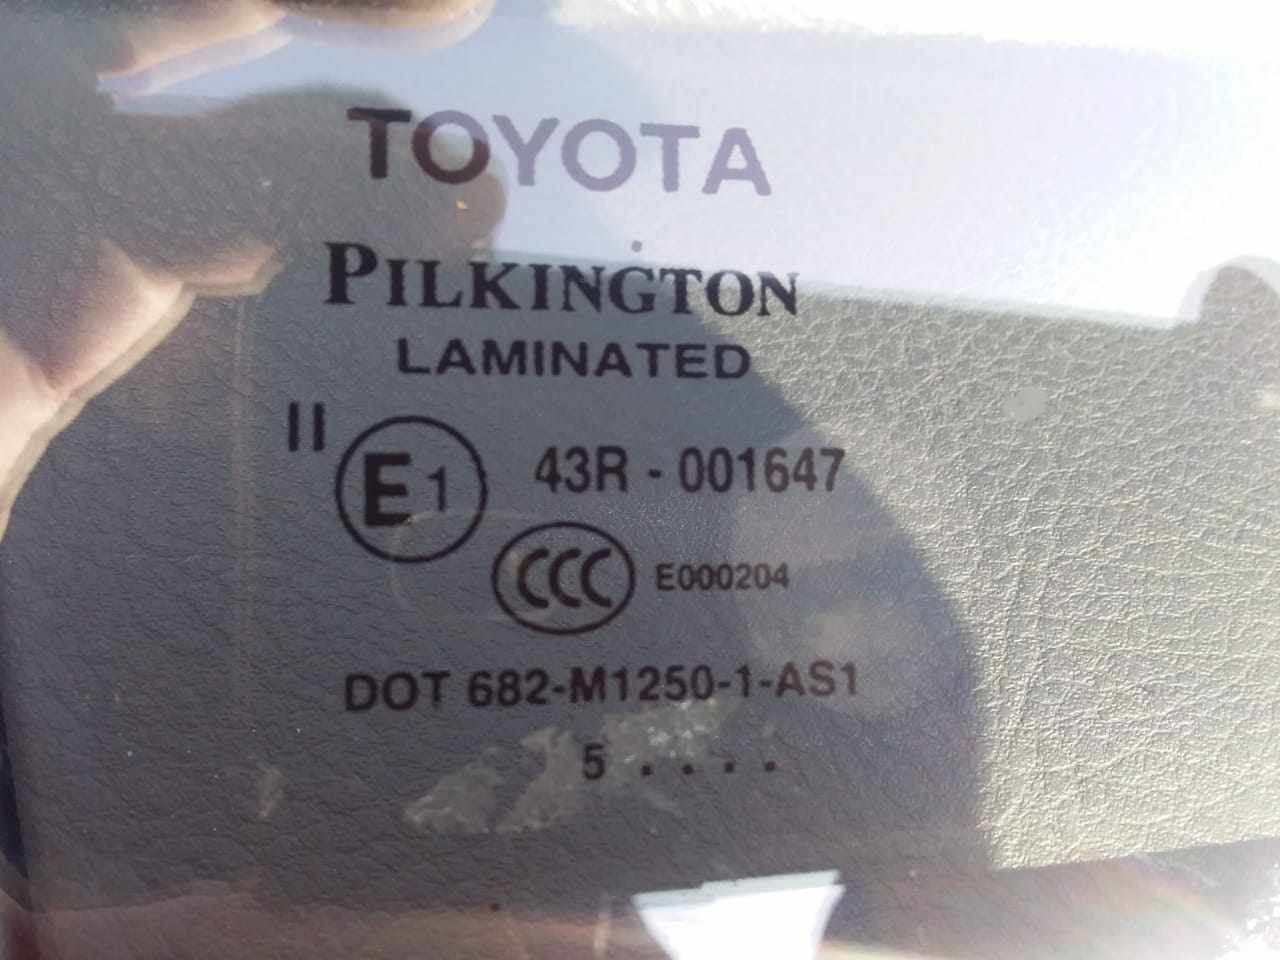 TOYOTA
PILKINGTON
LAMINATED
II
E1 43R - 001647
CCC E000204
DOT 682-M1250-1-AS1
5 . . . .